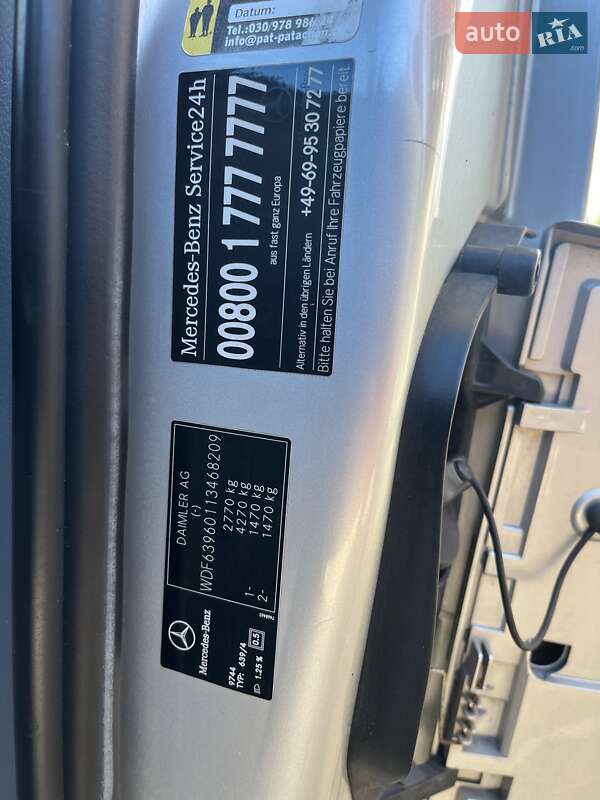 Datum:
Tel.:030/978 986
info@pat-patachon.
auto RIA.com
Mercedes-Benz Service24h
00800 1 777 7777
aus fast ganz Europa
Alternativ in den übrigen Ländern +49-69-95 30 72 77
Bitte halten Sie bei Anruf Ihre Fahrzeugpapiere bereit.
DAIMLER AG
(-)
WDF63960113468209
2770 kg
4270 kg
1- 1470 kg
2- 1470 kg
Mercedes-Benz
9744
TYP: 639/4 0.5
1.25 %